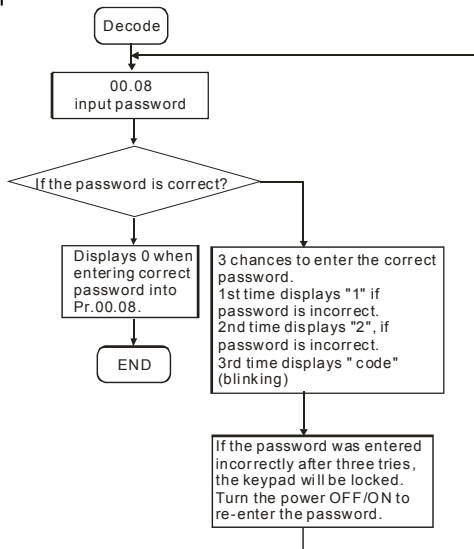 Decode
00.08
input password
If the password is correct?
Displays 0 when
entering correct
password into
Pr.00.08.
END
3 chances to enter the correct
password.
1st time displays "1" if
password is incorrect.
2nd time displays "2", if
password is incorrect.
3rd time displays " code"
(blinking)
If the password was entered
incorrectly after three tries,
the keypad will be locked.
Turn the power OFF/ON to
re-enter the password.